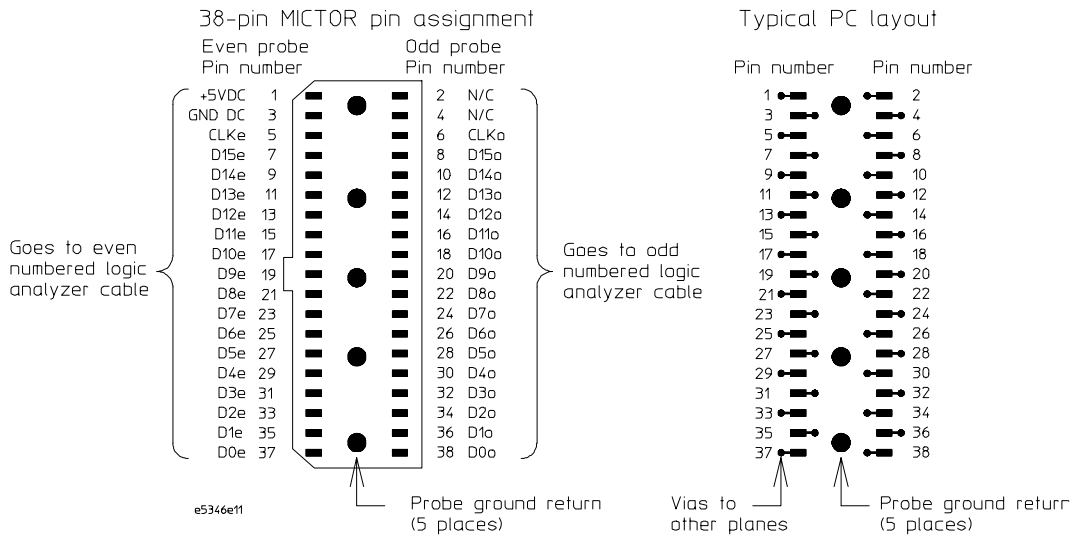 38-pin MICTOR pin assignment
Even probe
Pin number
Odd probe
Pin number
+5VDC 1 2 N/C
GND DC 3 4 N/C
CLKe 5 6 CLKo
D15e 7 8 D15o
D14e 9 10 D14o
D13e 11 12 D13o
D12e 13 14 D12o
D11e 15 16 D11o
D10e 17 18 D10o
D9e 19 20 D9o
D8e 21 22 D8o
D7e 23 24 D7o
D6e 25 26 D6o
D5e 27 28 D5o
D4e 29 30 D4o
D3e 31 32 D3o
D2e 33 34 D2o
D1e 35 36 D1o
D0e 37 38 D0o
Goes to even
numbered logic
analyzer cable
Goes to odd
numbered logic
analyzer cable
Probe ground return
(5 places)
e5346e11
Typical PC layout
Pin number Pin number
1 2
3 4
5 6
7 8
9 10
11 12
13 14
15 16
17 18
19 20
21 22
23 24
25 26
27 28
29 30
31 32
33 34
35 36
37 38
Vias to
other planes
Probe ground return
(5 places)